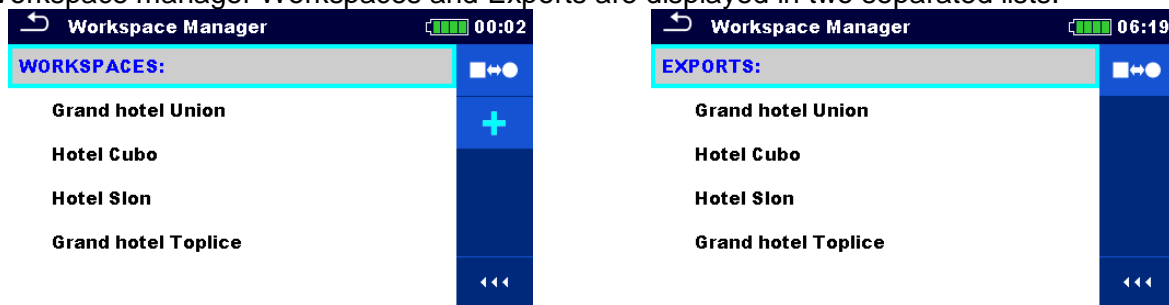 orkspace manager Workspaces and Exports are displayed in two separated lists.
Workspace Manager 00:02
WORKSPACES:
Grand hotel Union
Hotel Cubo
Hotel Slon
Grand hotel Toplice
Workspace Manager 06:19
EXPORTS:
Grand hotel Union
Hotel Cubo
Hotel Slon
Grand hotel Toplice